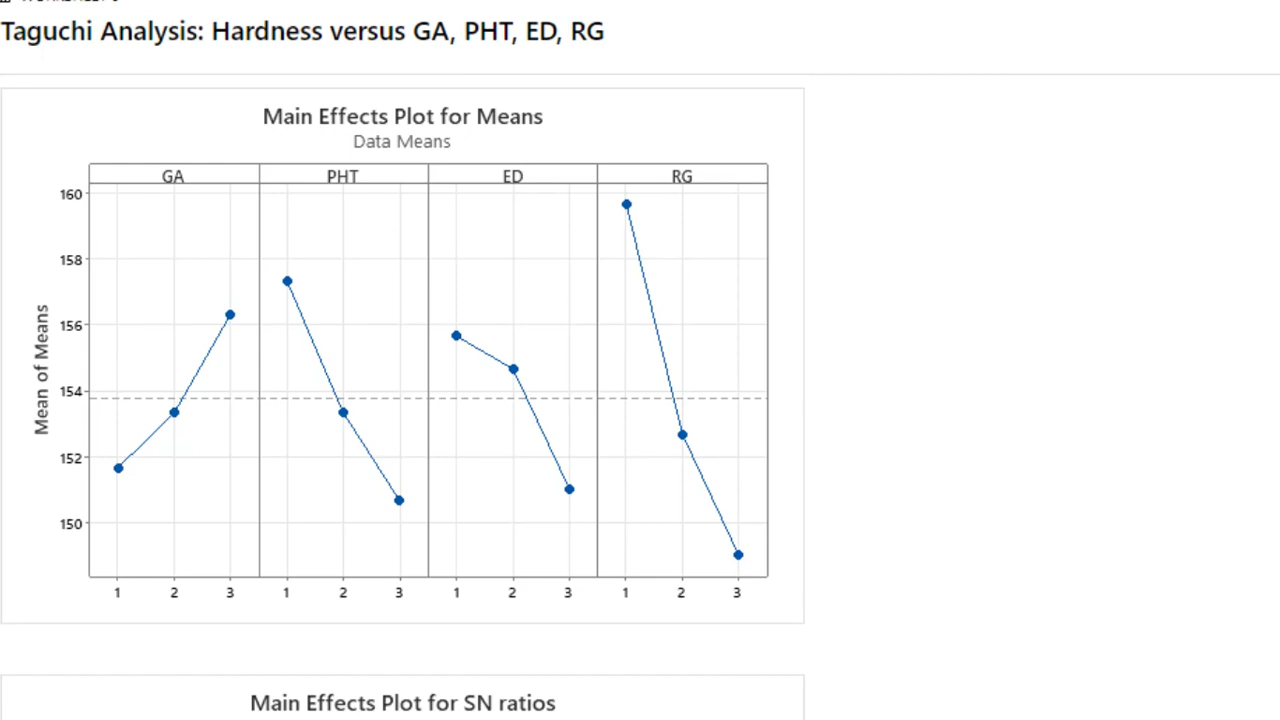 Taguchi Analysis: Hardness versus GA, PHT, ED, RG
Main Effects Plot for Means
Data Means
GA PHT ED RG
160
158
156
154
152
150
Mean of Means
1 2 3 1 2 3 1 2 3 1 2 3
Main Effects Plot for SN ratios